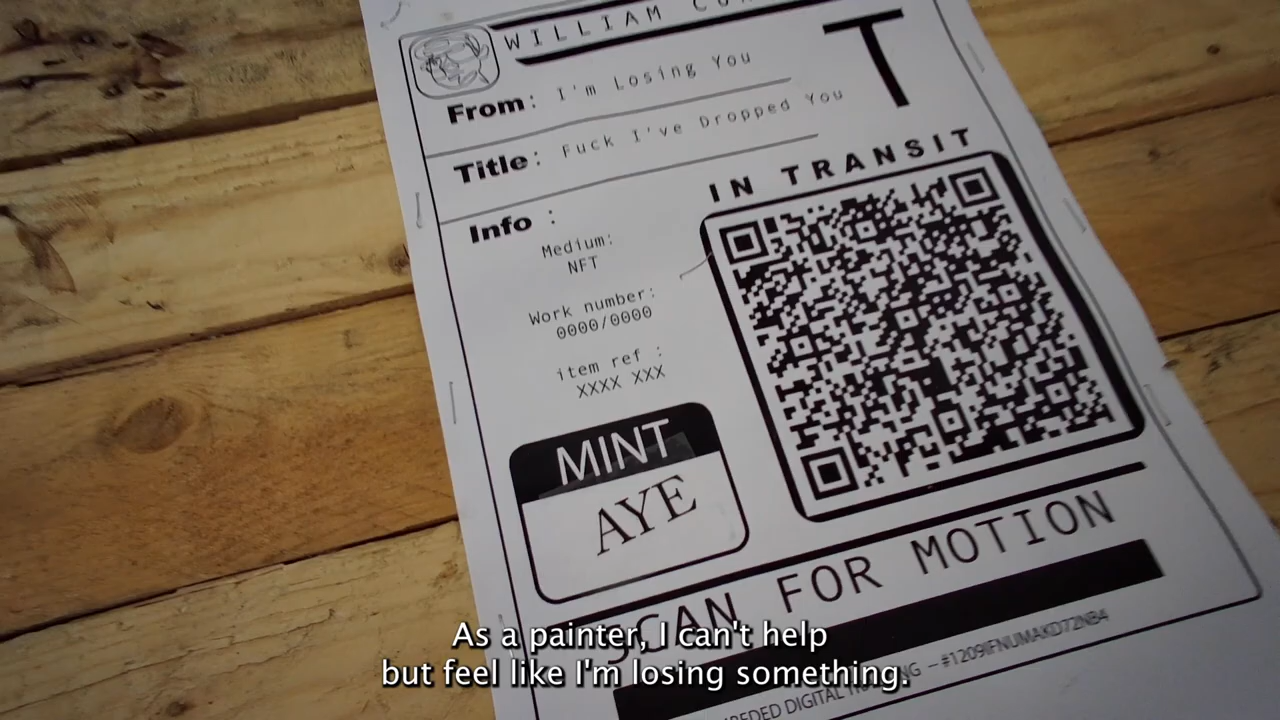 WILLIAM
T
From: I'm Losing You
Title: Fuck I've Dropped You
IN TRANSIT
Info :
Medium:
NFT
Work number:
0000/0000
item ref :
XXXX XXX
MINT
AYE
SCAN FOR MOTION
DIGITAL
As a painter, I can't help
but feel like I'm losing something.